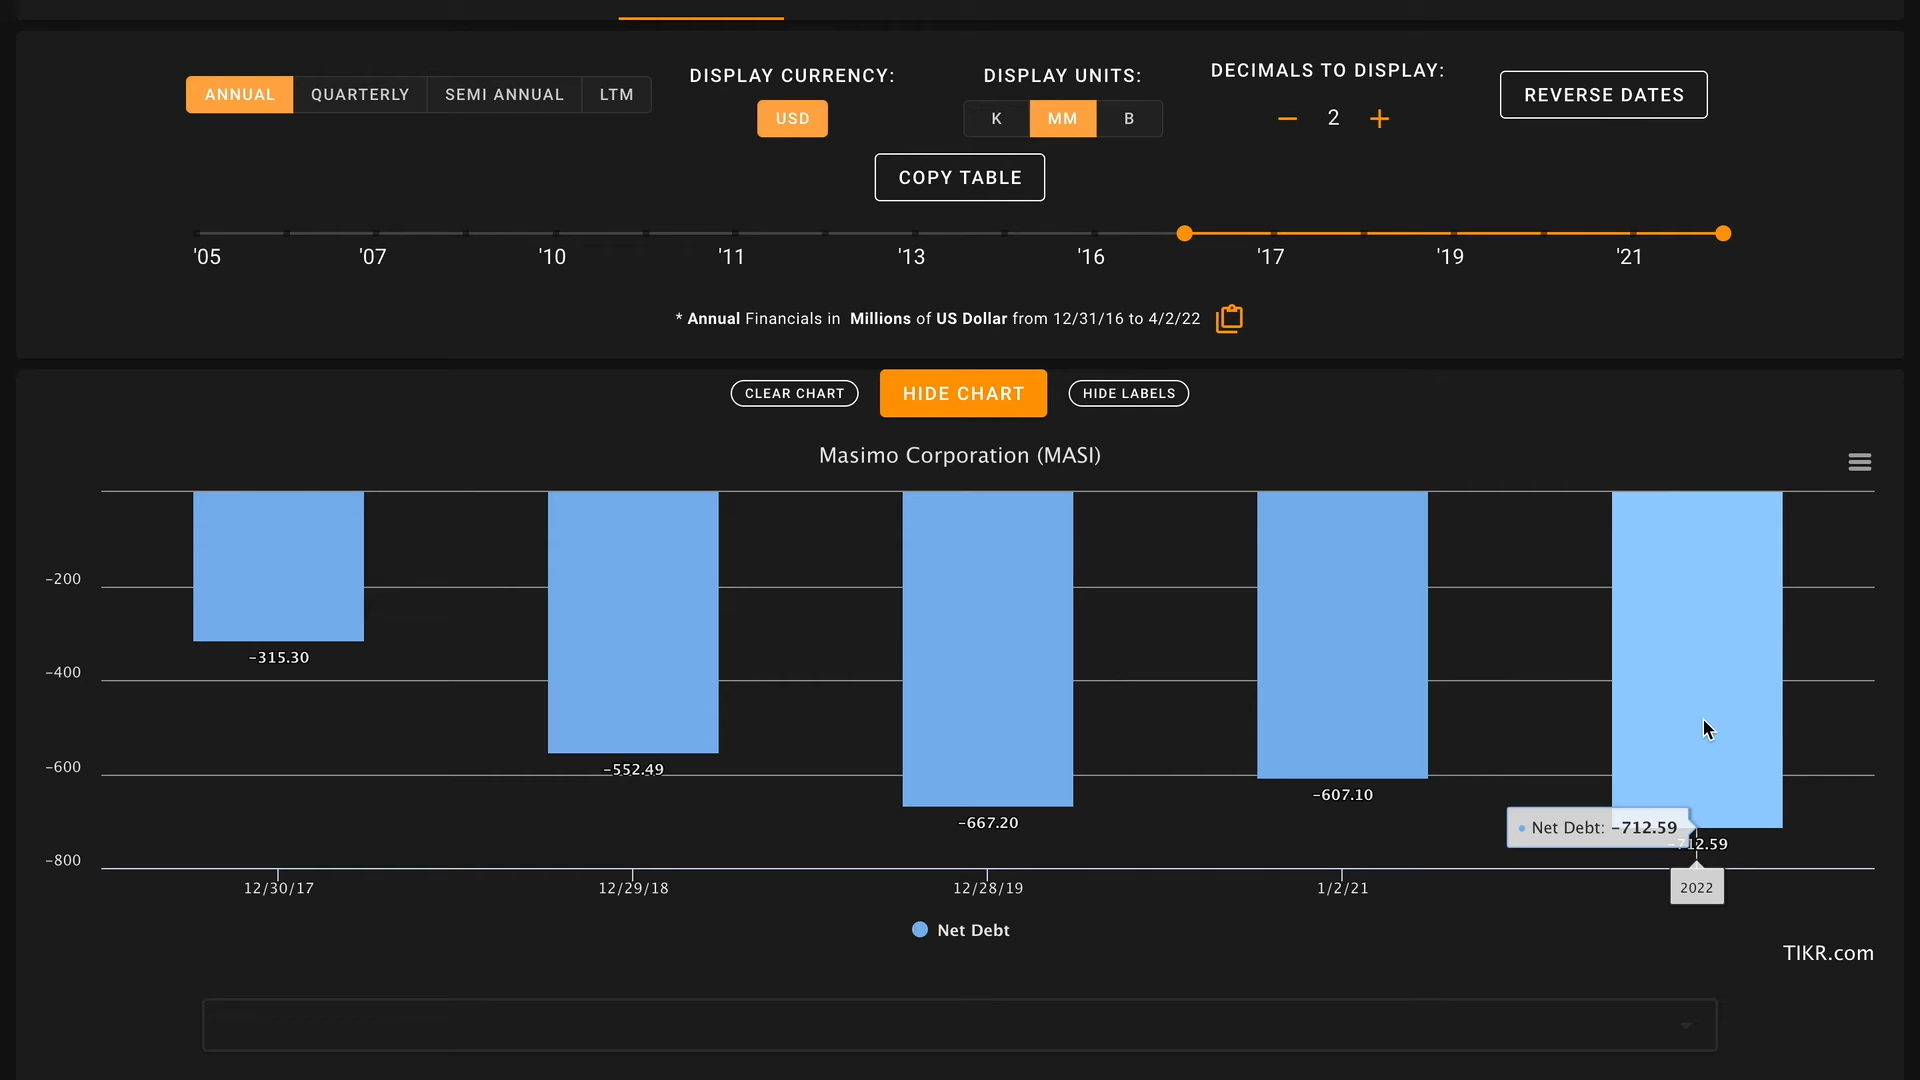 ANNUAL QUARTERLY SEMI ANNUAL LTM
DISPLAY CURRENCY:
USD
DISPLAY UNITS:
K MM B
DECIMALS TO DISPLAY:
− 2 +
REVERSE DATES
COPY TABLE
'05 '07 '10 '11 '13 '16 '17 '19 '21
* Annual Financials in Millions of US Dollar from 12/31/16 to 4/2/22
CLEAR CHART HIDE CHART HIDE LABELS
Masimo Corporation (MASI)
-200
-400
-600
-800
-315.30
-552.49
-667.20
-607.10
-712.59
Net Debt: -712.59
12/30/17 12/29/18 12/28/19 1/2/21 2022
Net Debt
TIKR.com